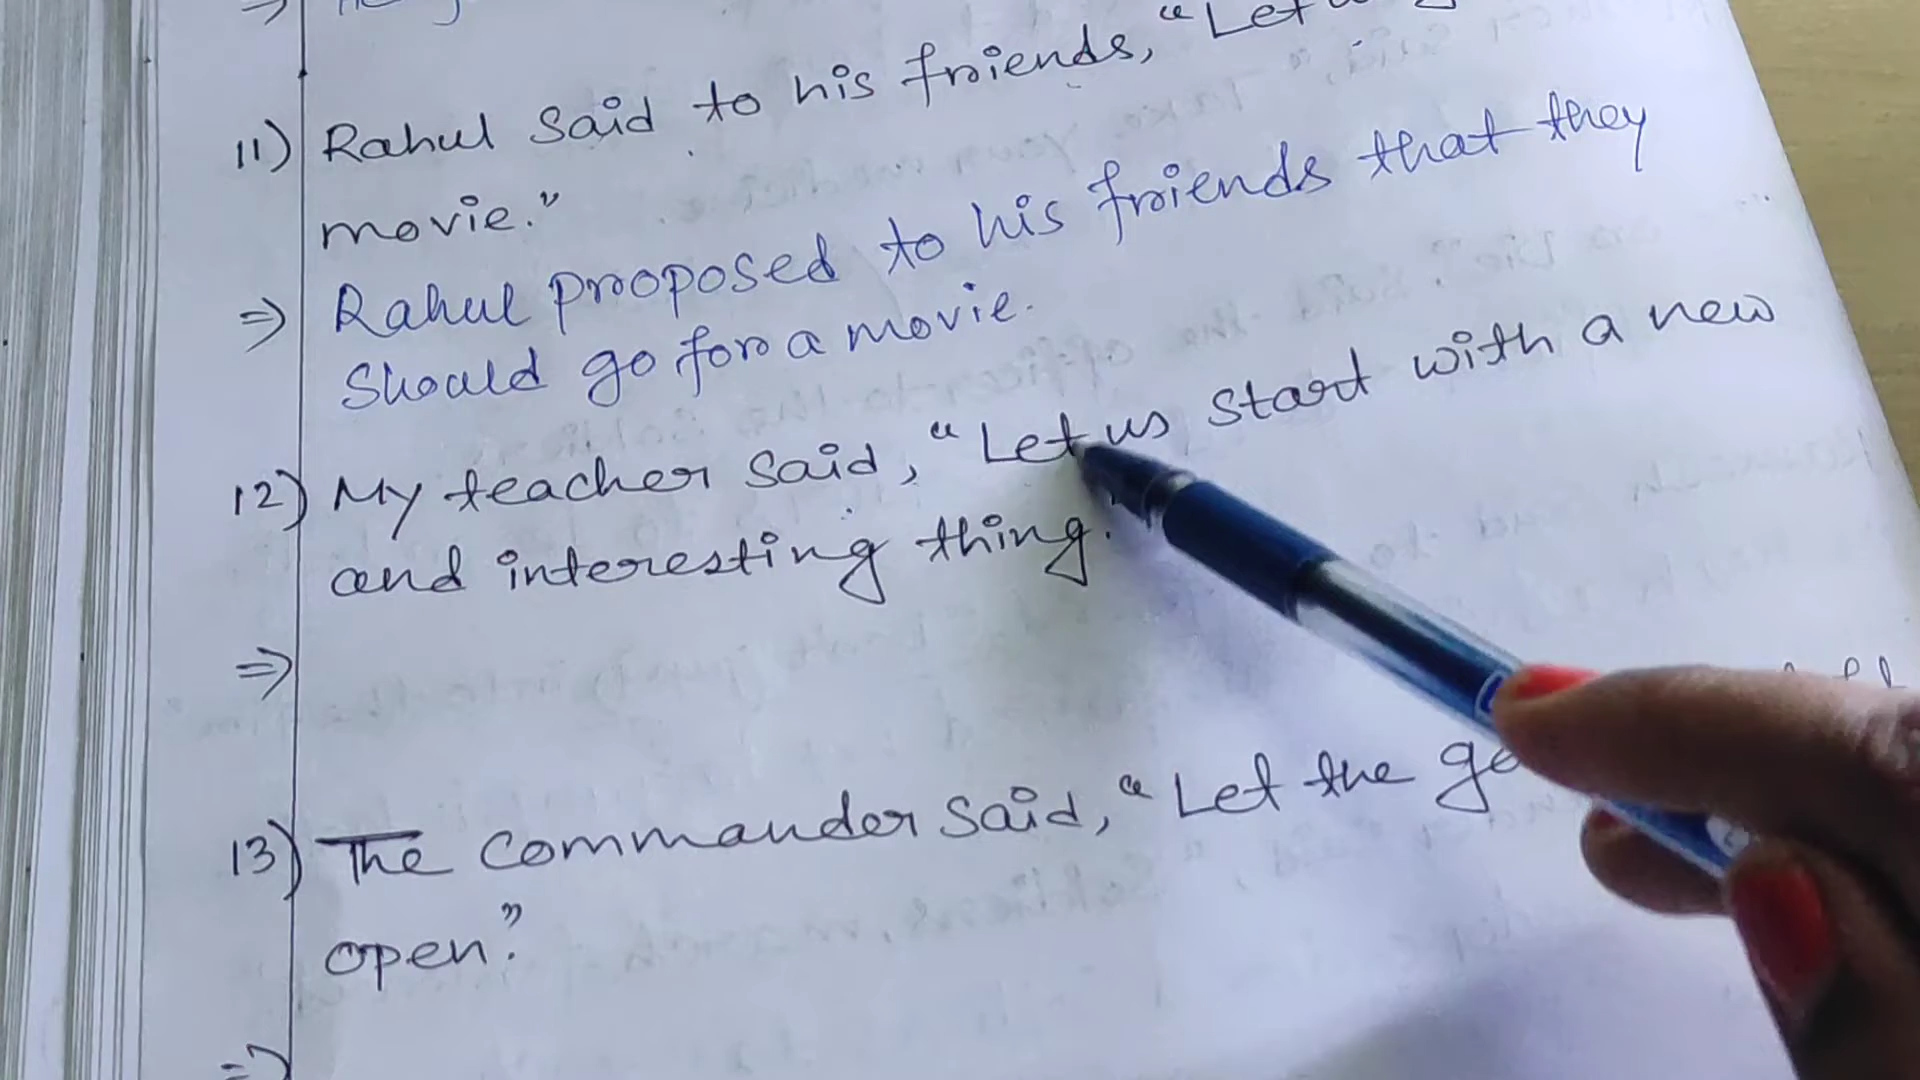 11) Rahul said to his friends, "Let
movie."
⇒ Rahul proposed to his friends that they
should go for a movie.
12) My teacher said, "Let us start with a new
and interesting thing."
⇒
13) The Commander said, "Let the
open."
⇒